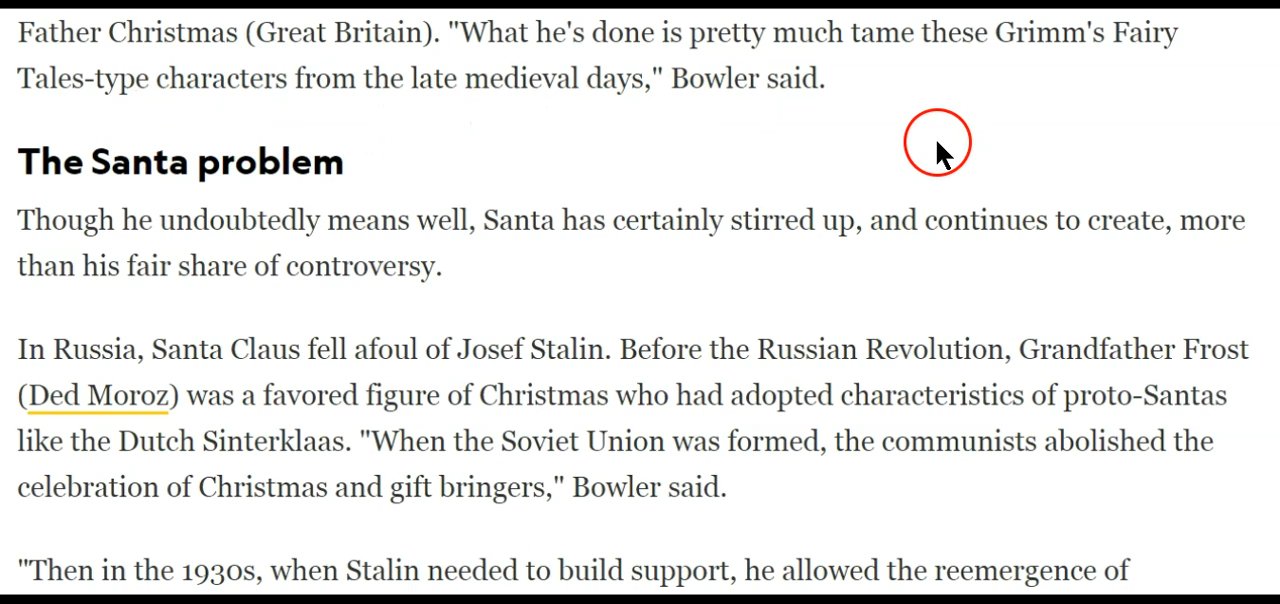 Father Christmas (Great Britain). "What he's done is pretty much tame these Grimm's Fairy
Tales-type characters from the late medieval days," Bowler said.
The Santa problem
Though he undoubtedly means well, Santa has certainly stirred up, and continues to create, more
than his fair share of controversy.
In Russia, Santa Claus fell afoul of Josef Stalin. Before the Russian Revolution, Grandfather Frost
(Ded Moroz) was a favored figure of Christmas who had adopted characteristics of proto-Santas
like the Dutch Sinterklaas. "When the Soviet Union was formed, the communists abolished the
celebration of Christmas and gift bringers," Bowler said.
"Then in the 1930s, when Stalin needed to build support, he allowed the reemergence of